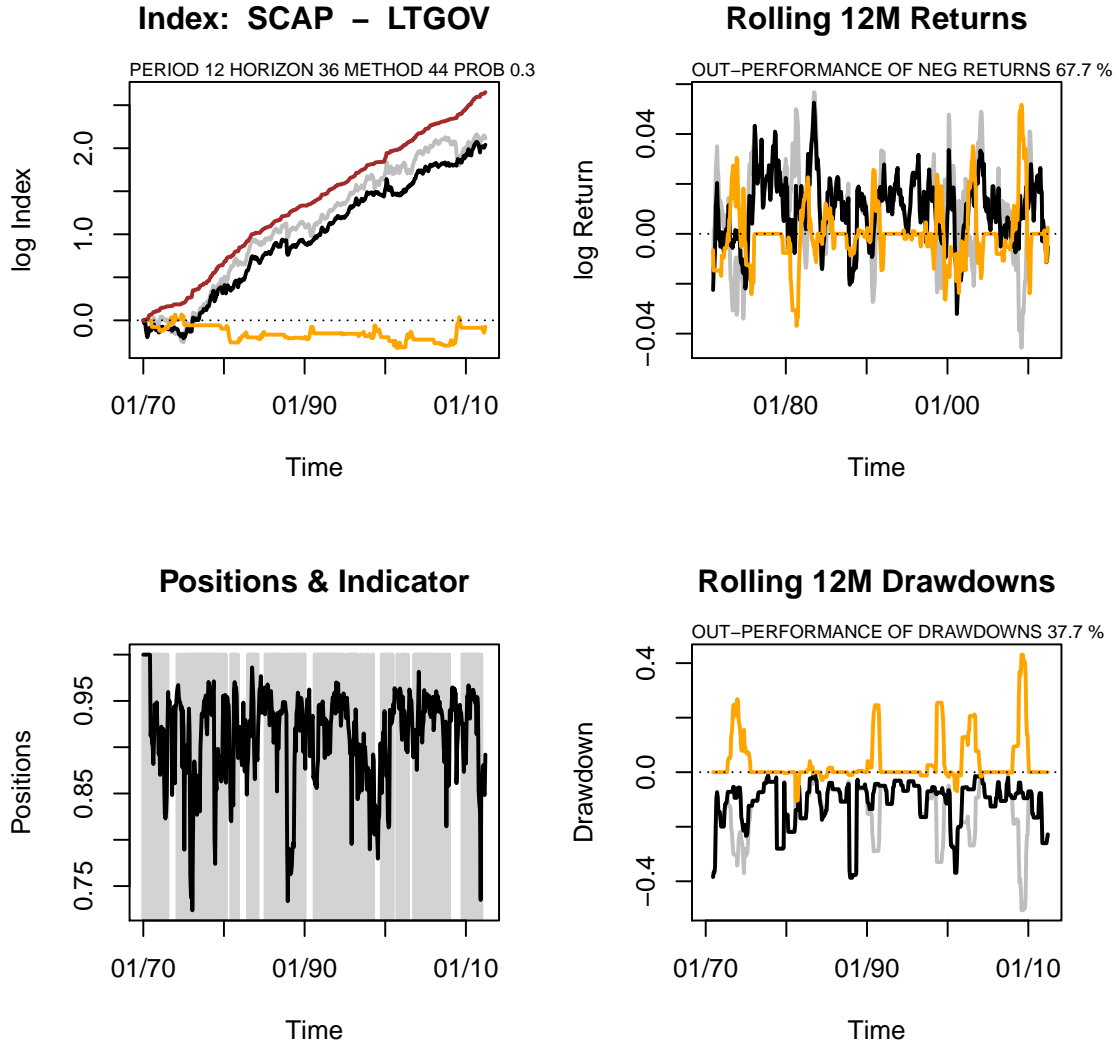 Index:  SCAP  –  LTGOV
PERIOD 12 HORIZON 36 METHOD 44 PROB 0.3
log Index
0.0
1.0
2.0
01/70
01/90
01/10
Time
Rolling 12M Returns
OUT−PERFORMANCE OF NEG RETURNS 67.7 %
log Return
−0.04
0.00
0.04
01/80
01/00
Time
Positions & Indicator
Positions
0.75
0.85
0.95
01/70
01/90
01/10
Time
Rolling 12M Drawdowns
OUT−PERFORMANCE OF DRAWDOWNS 37.7 %
Drawdown
−0.4
0.0
0.4
01/70
01/90
01/10
Time